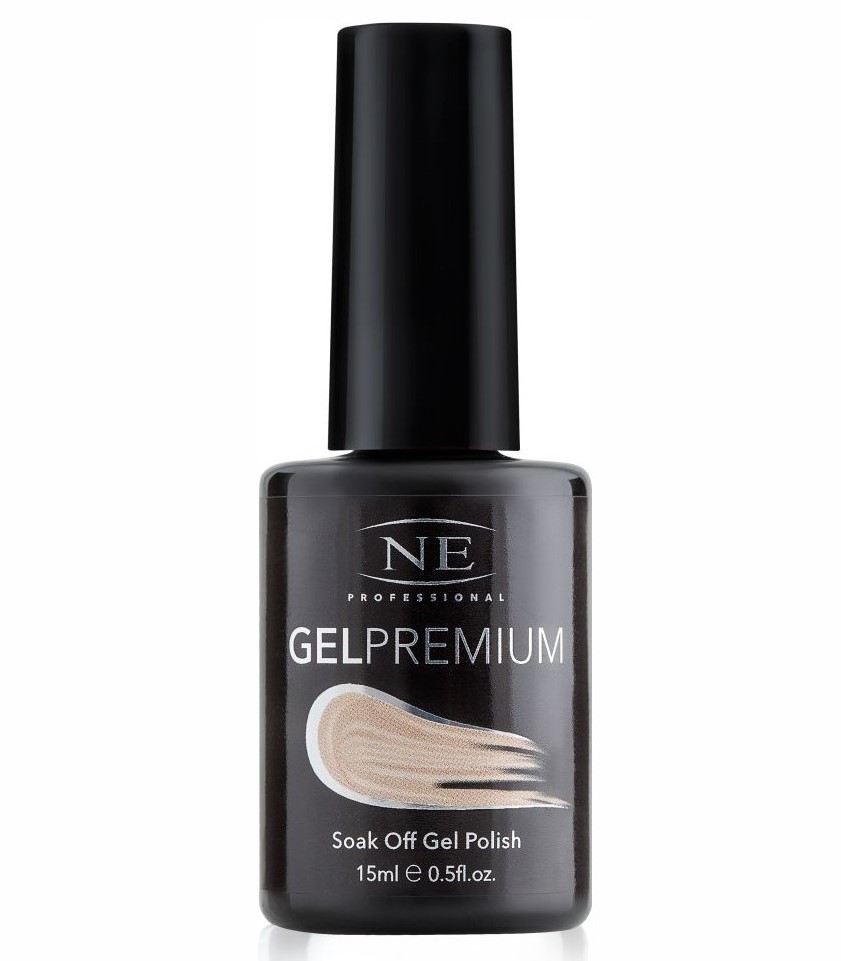 NE
PROFESSIONAL
GELPREMIUM
Soak Off Gel Polish
15ml ℮ 0.5fl.oz.